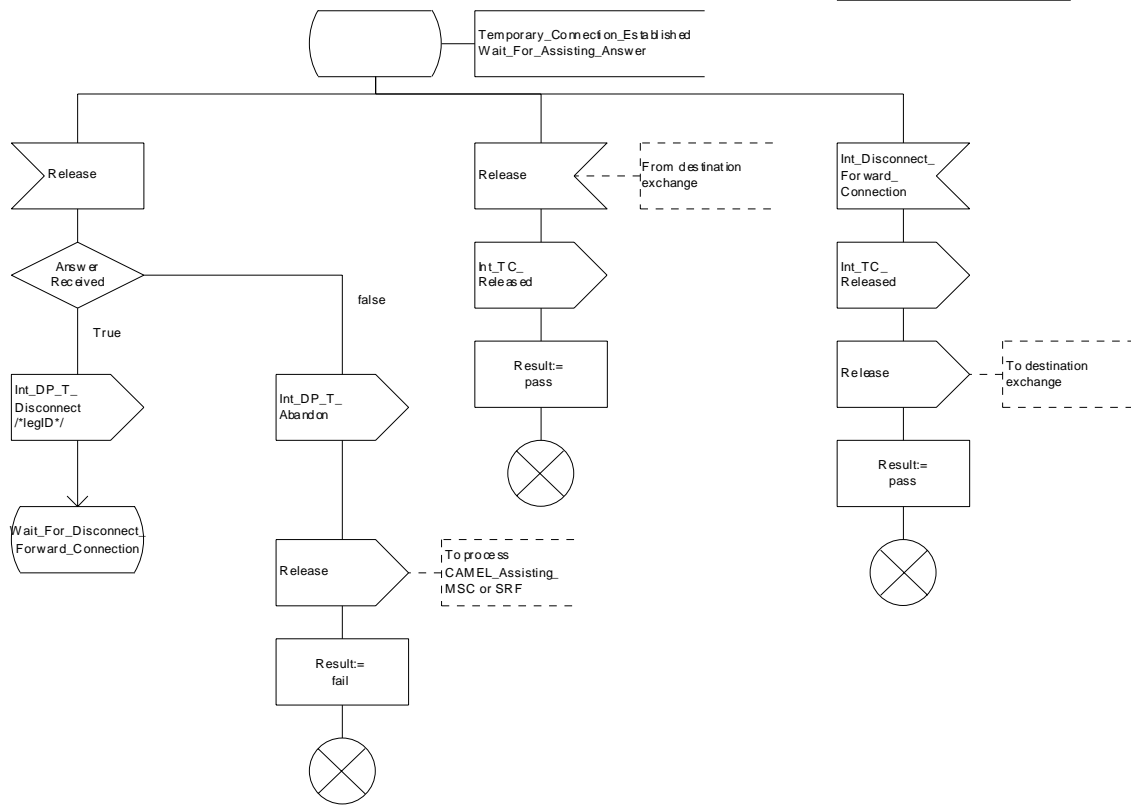 Temporary_Connection_Established
Wait_For_Assisting_Answer
Release
Release
From destination
exchange
Int_Disconnect_
Forward_
Connection
Answer
Received
false
True
Int_TC_
Released
Int_TC_
Released
Result:=
pass
Release
To destination
exchange
Int_DP_T_
Disconnect
/*legID*/
Int_DP_T_
Abandon
Result:=
pass
Wait_For_Disconnect_
Forward_Connection
Release
To process
CAMEL_Assisting_
MSC or SRF
Result:=
fail